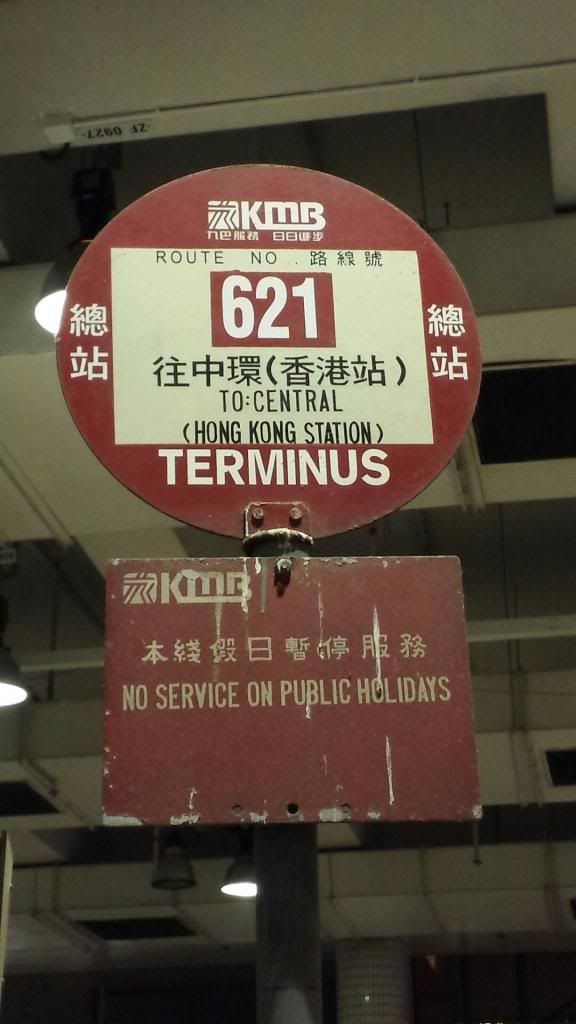 ZF 0927
KMB
九巴服務 日日進步
ROUTE NO. 路線號
621
總站
總站
往中環(香港站)
TO:CENTRAL
(HONG KONG STATION)
TERMINUS
KMB
本綫假日暫停服務
NO SERVICE ON PUBLIC HOLIDAYS